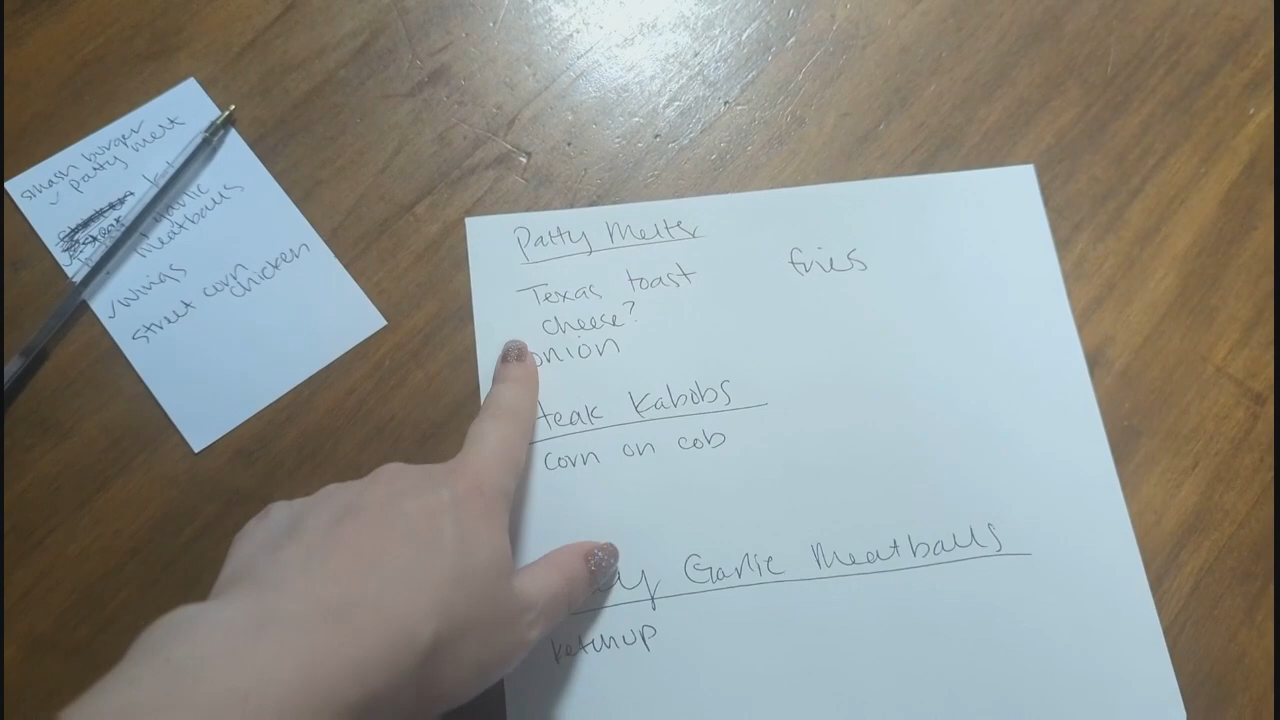 smash burger
patty melt
steak
garlic
meatballs
wings
street corn
chicken
Patty Melts
Texas toast
fries
cheese?
onion
teak Kabobs
corn on cob
Garlic Meatballs
ketchup